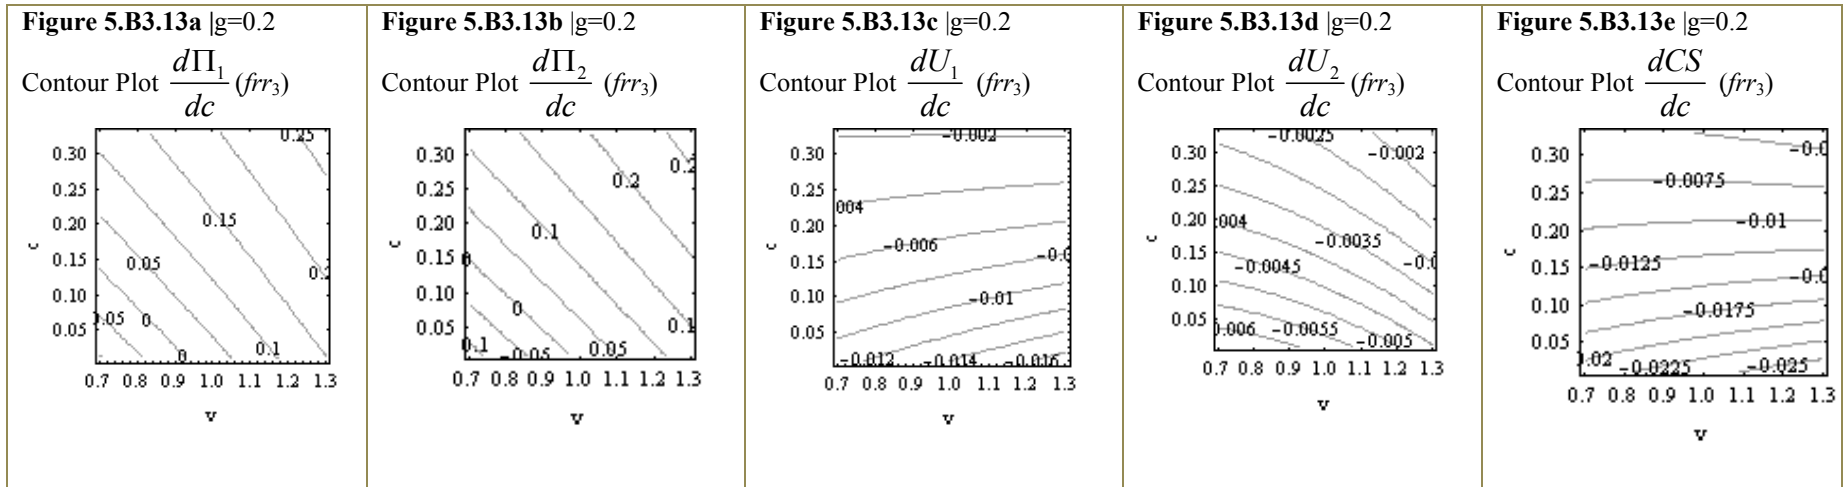 Figure 5.B3.13a |g=0.2
Contour Plot dΠ₁/dc (frr₃)
0.25
0.15
0.05
0
0
0.1
c
0.30
0.25
0.20
0.15
0.10
0.05
0.7 0.8 0.9 1.0 1.1 1.2 1.3
v
Figure 5.B3.13b |g=0.2
Contour Plot dΠ₂/dc (frr₃)
0.2
0.1
0
-0.05
0.05
c
0.30
0.25
0.20
0.15
0.10
0.05
0.7 0.8 0.9 1.0 1.1 1.2 1.3
v
Figure 5.B3.13c |g=0.2
Contour Plot dU₁/dc (frr₃)
-0.002
004
-0.006
-0.01
-0.012
-0.014
-0.016
c
0.30
0.25
0.20
0.15
0.10
0.05
0.7 0.8 0.9 1.0 1.1 1.2 1.3
v
Figure 5.B3.13d |g=0.2
Contour Plot dU₂/dc (frr₃)
-0.0025
-0.002
004
-0.0035
-0.0045
0.006
-0.0055
-0.005
c
0.30
0.25
0.20
0.15
0.10
0.05
0.7 0.8 0.9 1.0 1.1 1.2 1.3
v
Figure 5.B3.13e |g=0.2
Contour Plot dCS/dc (frr₃)
-0.0075
-0.01
-0.0125
-0.0175
-0.0225
-0.025
c
0.30
0.25
0.20
0.15
0.10
0.05
0.7 0.8 0.9 1.0 1.1 1.2 1.3
v